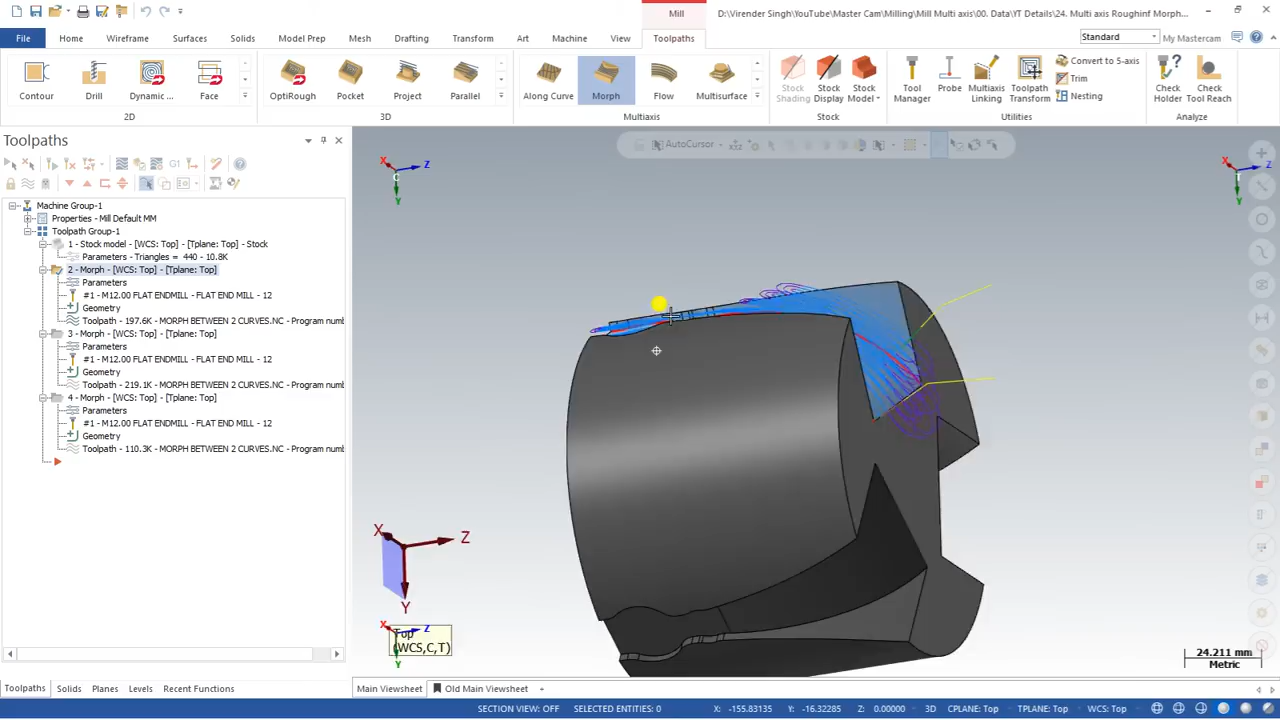 Mill
D:\Virender Singh\YouTube\Master Cam\Milling\Mill Multi axis\00. Data\YT Details\24. Multi axis Roughinf Morph...
File Home Wireframe Surfaces Solids Model Prep Mesh Drafting Transform Art Machine View Toolpaths
Standard My Mastercam
Contour Drill Dynamic ... Face OptiRough Pocket Project Parallel Along Curve Morph Flow Multisurface
Stock Shading Stock Display Stock Model Tool Manager Probe Multiaxis Linking Toolpath Transform
Convert to 5-axis
Trim
Nesting
Check Holder Check Tool Reach
2D 3D Multiaxis Stock Utilities Analyze
Toolpaths
AutoCursor
Machine Group-1
Properties - Mill Default MM
Toolpath Group-1
1 - Stock model - [WCS: Top] - [Tplane: Top] - Stock
Parameters - Triangles = 440 - 10.8K
2 - Morph - [WCS: Top] - [Tplane: Top]
Parameters
#1 - M12.00 FLAT ENDMILL - FLAT END MILL - 12
Geometry
Toolpath - 197.6K - MORPH BETWEEN 2 CURVES.NC - Program numb
3 - Morph - [WCS: Top] - [Tplane: Top]
Parameters
#1 - M12.00 FLAT ENDMILL - FLAT END MILL - 12
Geometry
Toolpath - 219.1K - MORPH BETWEEN 2 CURVES.NC - Program numb
4 - Morph - [WCS: Top] - [Tplane: Top]
Parameters
#1 - M12.00 FLAT ENDMILL - FLAT END MILL - 12
Geometry
Toolpath - 110.3K - MORPH BETWEEN 2 CURVES.NC - Program numb
X Z
C
Y
X Z
T
Y
X Z
Y
X Z
Top
(WCS,C,T)
Y
24.211 mm
Metric
Toolpaths Solids Planes Levels Recent Functions
Main Viewsheet Old Main Viewsheet +
SECTION VIEW: OFF SELECTED ENTITIES: 0 X: -155.83135 Y: -16.32285 Z: 0.00000 3D CPLANE: Top TPLANE: Top WCS: Top